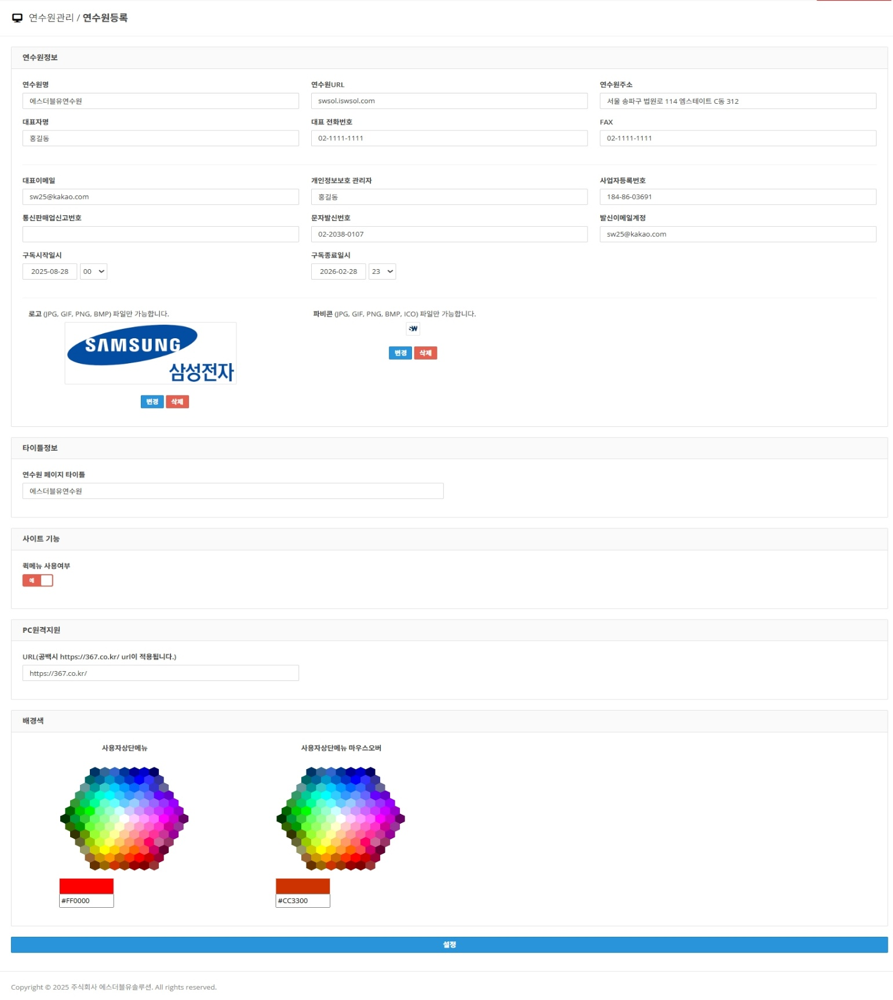 연수원관리 / 연수원등록
연수원정보
연수원명 연수원URL 연수원주소
에스더블유연수원 swsol.iswsol.com 서울 송파구 법원로 114 엠스테이트 C동 312
대표자명 대표 전화번호 FAX
홍길동 02-1111-1111 02-1111-1111
대표이메일 개인정보보호 관리자 사업자등록번호
sw25@kakao.com 홍길동 184-86-03691
통신판매업신고번호 문자발신번호 발신이메일계정
02-2038-0107 sw25@kakao.com
구독시작일시 구독종료일시
2025-08-28 00 2026-02-28 23
로고 (JPG, GIF, PNG, BMP) 파일만 가능합니다. 파비콘 (JPG, GIF, PNG, BMP, ICO) 파일만 가능합니다.
SW
SAMSUNG
변경 삭제
삼성전자
변경 삭제
타이틀정보
연수원 페이지 타이틀
에스더블유연수원
사이트 기능
퀵메뉴 사용여부
예
PC원격지원
URL(공백시 https://367.co.kr/ url이 적용됩니다.)
https://367.co.kr/
배경색
사용자상단메뉴 사용자상단메뉴 마우스오버
#FF0000 #CC3300
설정
Copyright © 2025 주식회사 에스더블유솔루션. All rights reserved.